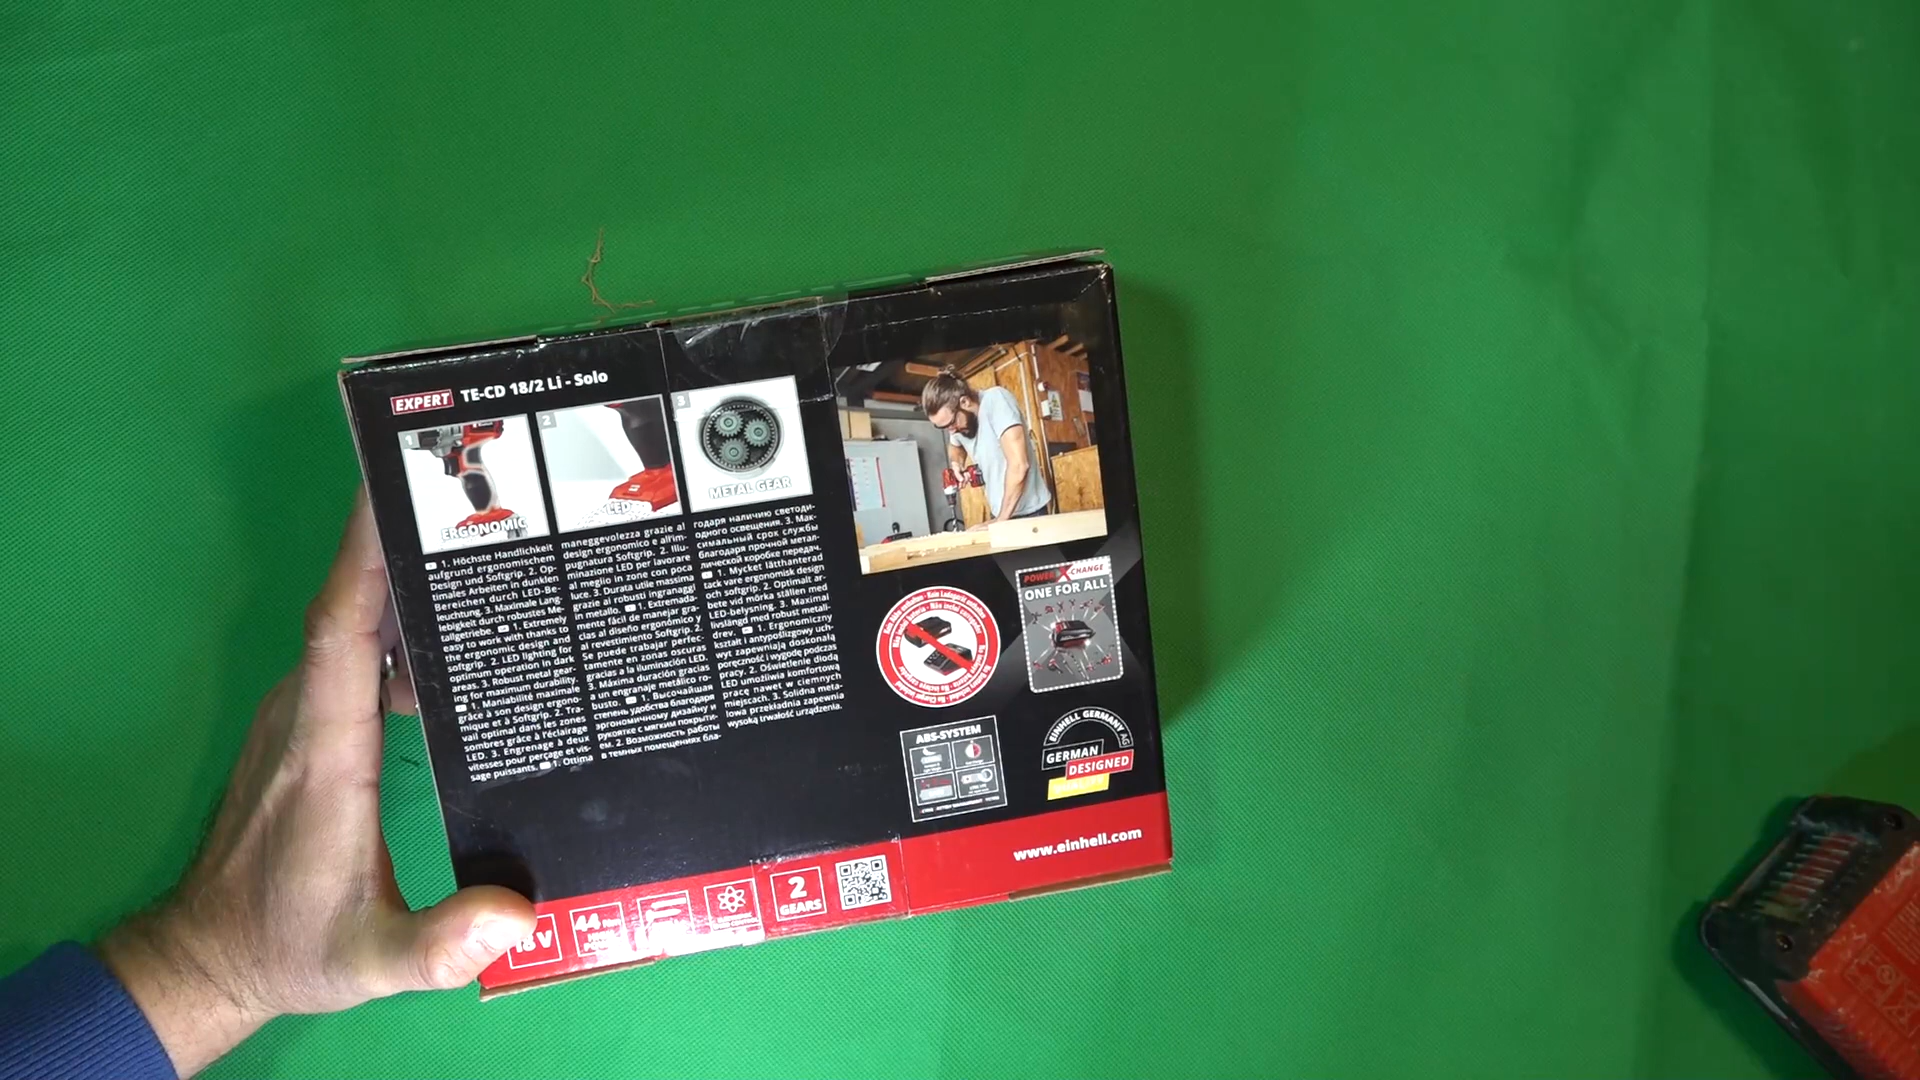 EXPERT TE-CD 18/2 Li - Solo
1
2
3
ERGONOMIC
LED
METAL GEAR
1. Höchste Handlichkeit
aufgrund ergonomischem
Design und Softgrip. 2. Op-
timales Arbeiten in dunklen
Bereichen durch LED-Be-
leuchtung. 3. Maximale Lang-
lebigkeit durch robustes Me-
tallgetriebe. 1. Extremely
easy to work with thanks to
the ergonomic design and
softgrip. 2. LED lighting for
optimum operation in dark
areas. 3. Robust metal gear-
ing for maximum durability.
1. Maniabilité maximale
grâce à son design ergono-
mique et à Softgrip. 2. Tra-
vail optimal dans les zones
sombres grâce à l'éclairage
LED. 3. Engrenage à deux
vitesses pour perçage et vis-
sage puissants. 1. Ottima
maneggevolezza grazie al
design ergonomico e all'im-
pugnatura Softgrip. 2. Illu-
minazione LED per lavorare
al meglio in zone con poca
luce. 3. Durata utile massima
grazie ai robusti ingranaggi
in metallo. 1. Extremada-
mente fácil de manejar gra-
cias al diseño ergonómico y
al revestimiento Softgrip. 2.
Se puede trabajar perfec-
tamente en zonas oscuras
gracias a la iluminación LED.
3. Máxima duración gracias
a un engranaje metálico ro-
busto. 1. Высочайшая
степень удобства благодаря
эргономичному дизайну и
рукоятке с мягким покрыти-
ем. 2. Возможность работы
в темных помещениях бла-
годаря наличию светоди-
одного освещения. 3. Мак-
симальный срок службы
благодаря прочной метал-
лической коробке передач.
1. Mycket lätthanterad
tack vare ergonomisk design
och softgrip. 2. Optimalt ar-
bete vid mörka ställen med
LED-belysning. 3. Maximal
livslängd med robust metall-
drev. 1. Ergonomiczny
kształt i antypoślizgowy uch-
wyt zapewniają doskonałą
poręczność i wygodę podczas
pracy. 2. Oświetlenie diodą
LED umożliwia komfortową
pracę nawet w ciemnych
miejscach. 3. Solidna meta-
lowa przekładnia zapewnia
wysoką trwałość urządzenia.
POWER X-CHANGE
ONE FOR ALL
ABS-SYSTEM
EINHELL GERMANY AG
GERMAN
DESIGNED
www.einhell.com
18 V
44 Nm
2
GEARS